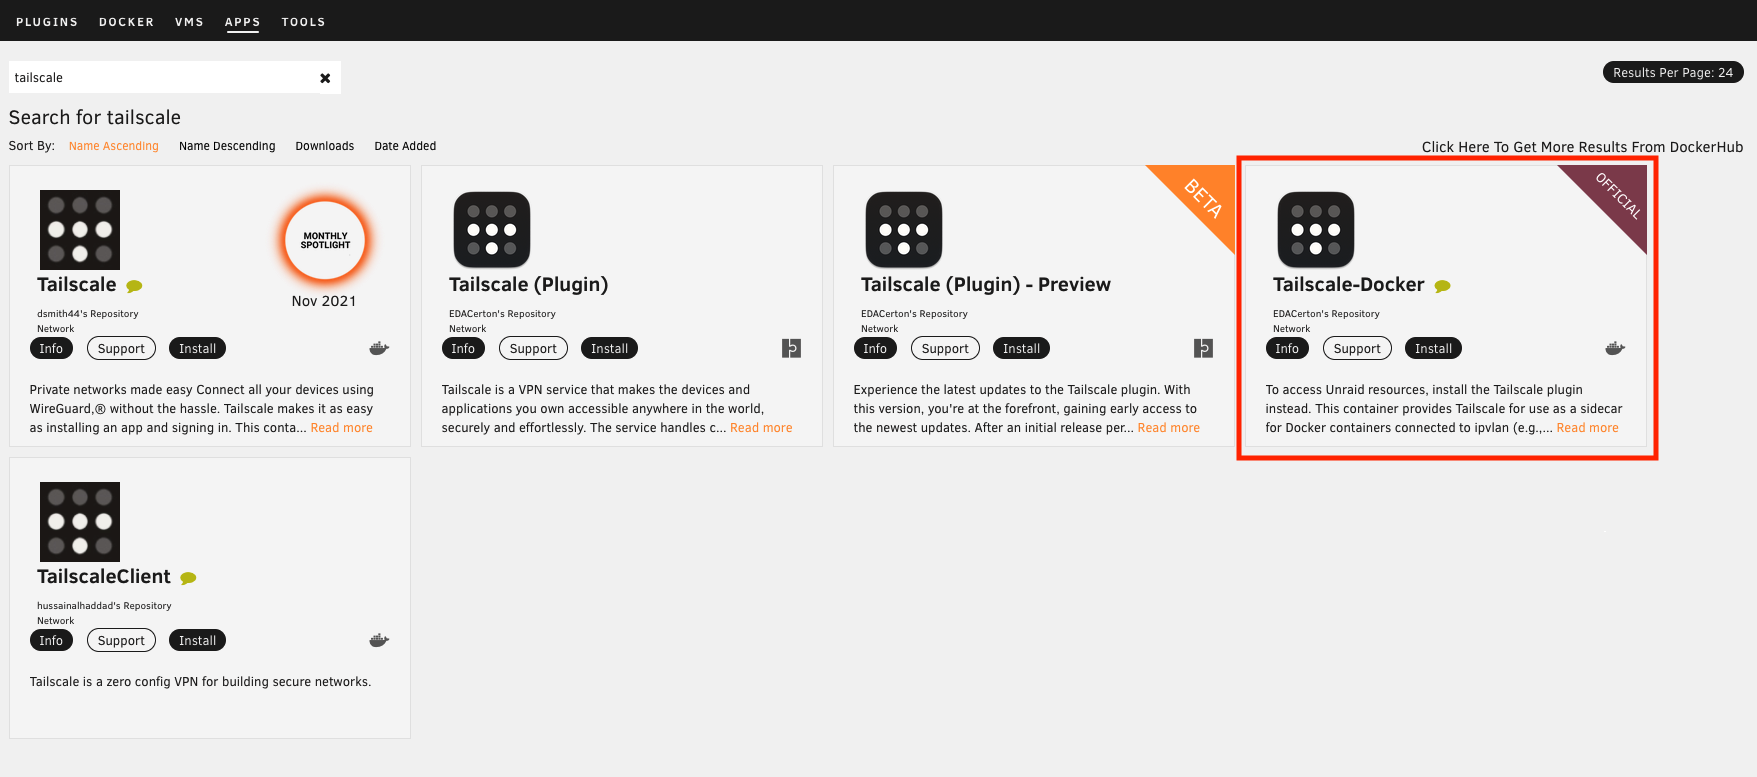 PLUGINS DOCKER VMS APPS TOOLS
tailscale ✖
Results Per Page: 24
Search for tailscale
Sort By: Name Ascending Name Descending Downloads Date Added
Click Here To Get More Results From DockerHub
MONTHLY
SPOTLIGHT
Nov 2021
Tailscale
dsmith44's Repository
Network
Info Support Install
Private networks made easy Connect all your devices using
WireGuard,® without the hassle. Tailscale makes it as easy
as installing an app and signing in. This conta... Read more
Tailscale (Plugin)
EDACerton's Repository
Network
Info Support Install
Tailscale is a VPN service that makes the devices and
applications you own accessible anywhere in the world,
securely and effortlessly. The service handles c... Read more
BETA
Tailscale (Plugin) - Preview
EDACerton's Repository
Network
Info Support Install
Experience the latest updates to the Tailscale plugin. With
this version, you're at the forefront, gaining early access to
the newest updates. After an initial release per... Read more
OFFICIAL
Tailscale-Docker
EDACerton's Repository
Network
Info Support Install
To access Unraid resources, install the Tailscale plugin
instead. This container provides Tailscale for use as a sidecar
for Docker containers connected to ipvlan (e.g.,... Read more
TailscaleClient
hussainalhaddad's Repository
Network
Info Support Install
Tailscale is a zero config VPN for building secure networks.